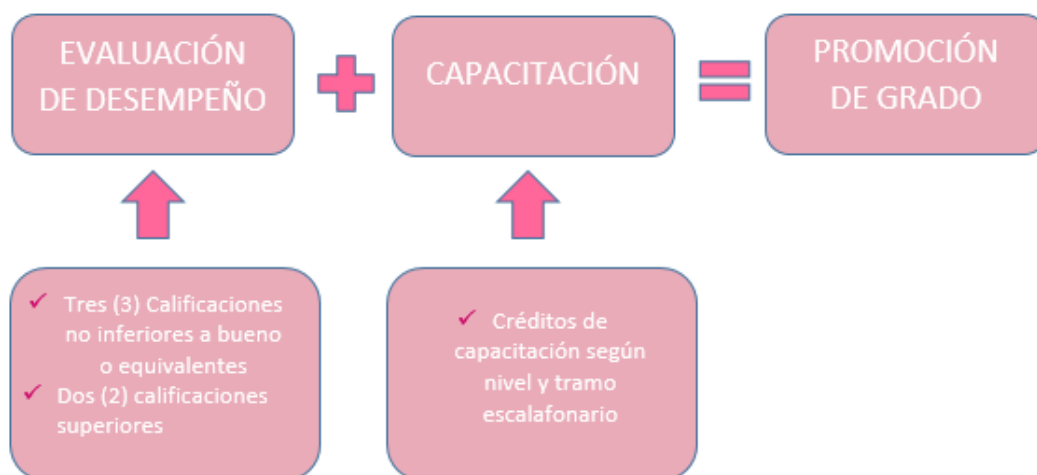 EVALUACIÓN
DE DESEMPEÑO
CAPACITACIÓN
PROMOCIÓN
DE GRADO
Tres (3) Calificaciones
no inferiores a bueno
o equivalentes
Dos (2) calificaciones
superiores
Créditos de
capacitación según
nivel y tramo
escalafonario